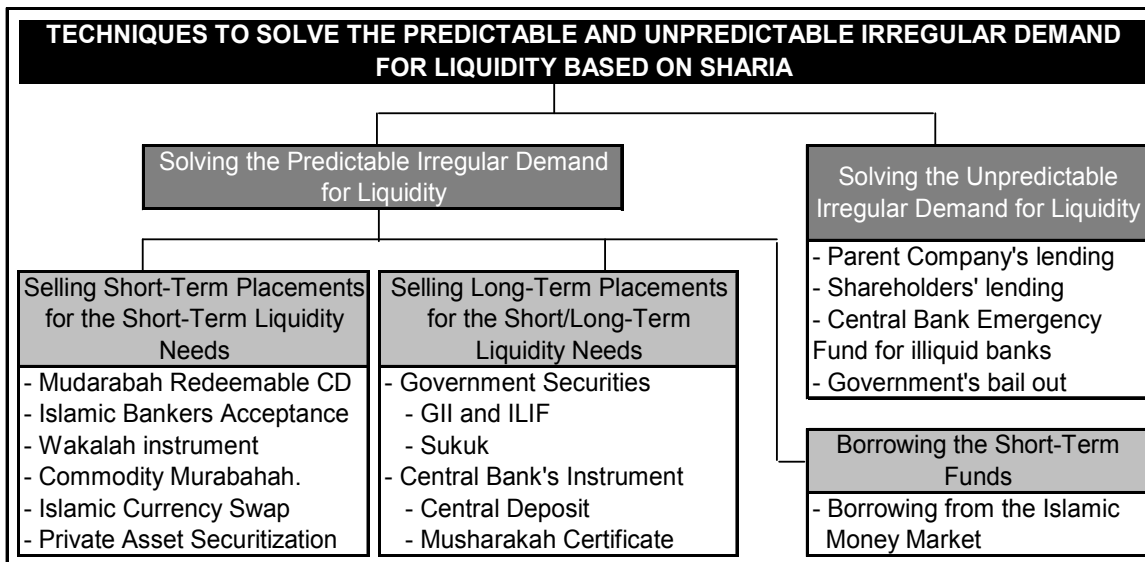 TECHNIQUES TO SOLVE THE PREDICTABLE AND UNPREDICTABLE IRREGULAR DEMAND
FOR LIQUIDITY BASED ON SHARIA
Solving the Predictable Irregular Demand
for Liquidity
Selling Short-Term Placements
for the Short-Term Liquidity
Needs
- Mudarabah Redeemable CD
- Islamic Bankers Acceptance
- Wakalah instrument
- Commodity Murabahah.
- Islamic Currency Swap
- Private Asset Securitization
Selling Long-Term Placements
for the Short/Long-Term
Liquidity Needs
- Government Securities
- GII and ILIF
- Sukuk
- Central Bank's Instrument
- Central Deposit
- Musharakah Certificate
Solving the Unpredictable
Irregular Demand for Liquidity
- Parent Company's lending
- Shareholders' lending
- Central Bank Emergency
Fund for illiquid banks
- Government's bail out
Borrowing the Short-Term
Funds
- Borrowing from the Islamic
Money Market